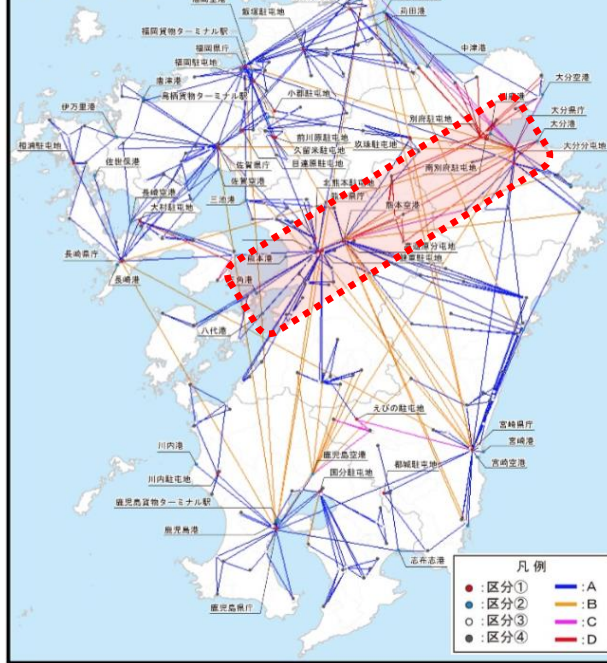 飯塚駐屯地
苅田港
福岡貨物ターミナル駅
福岡県庁
福岡駐屯地
中津港
大分空港
唐津港
鳥栖貨物ターミナル駅
小郡駐屯地
大分県庁
大分港
伊万里港
別府駐屯地
前川原駐屯地
玖珠駐屯地
大分分屯地
相浦駐屯地
久留米駐屯地
佐世保港
佐賀県庁
目達原駐屯地
南別府駐屯地
佐賀空港
北熊本駐屯地
長崎空港
三池港
大村駐屯地
熊本空港
長崎県庁
熊本港
長崎港
八代港
えびの駐屯地
宮崎県庁
宮崎港
鹿児島空港
川内港
国分駐屯地
都城駐屯地
宮崎空港
川内駐屯地
鹿児島貨物ターミナル駅
鹿児島港
志布志港
鹿児島県庁
凡例
:区分① :A
:区分② :B
:区分③ :C
:区分④ :D